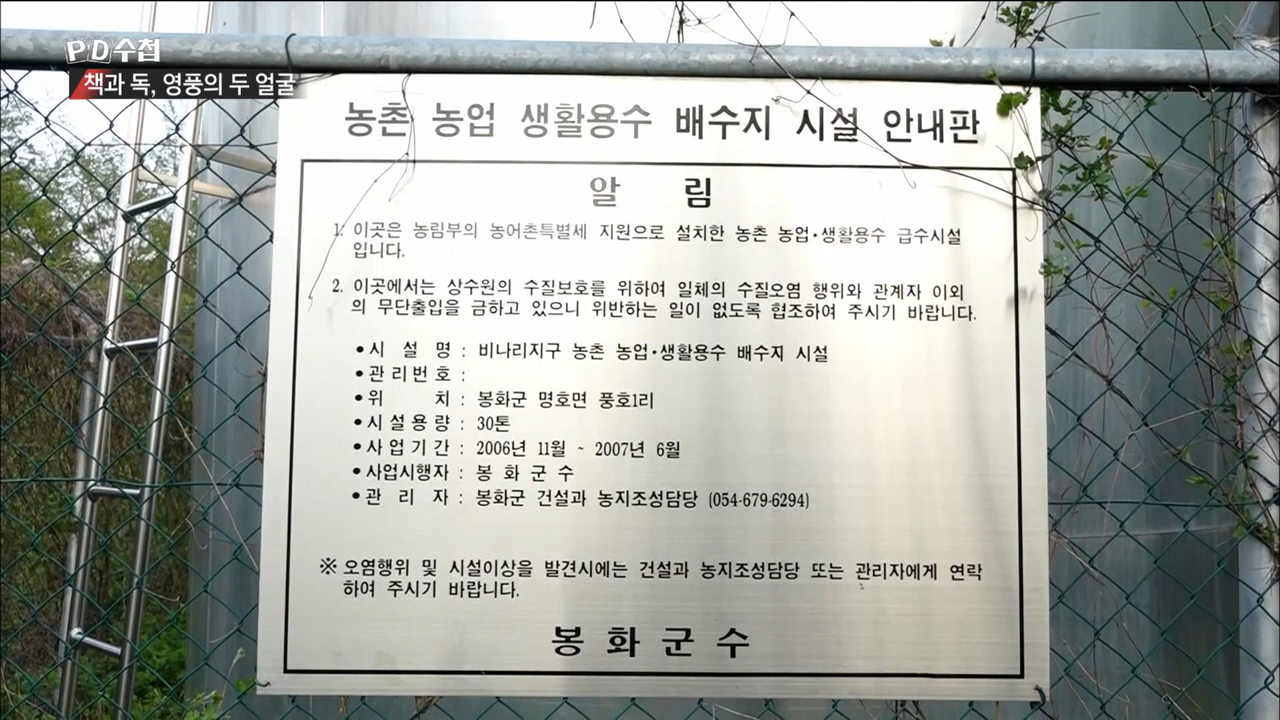 PD수첩
책과 독, 영풍의 두 얼굴
농촌 농업 생활용수 배수지 시설 안내판
알 림
1. 이곳은 농림부의 농어촌특별세 지원으로 설치한 농촌 농업·생활용수 급수시설
입니다.
2. 이곳에서는 상수원의 수질보호를 위하여 일체의 수질오염 행위와 관계자 이외
의 무단출입을 금하고 있으니 위반하는 일이 없도록 협조하여 주시기 바랍니다.
•시 설 명 : 비나리지구 농촌 농업·생활용수 배수지 시설
•관리번호 :
•위 치 : 봉화군 명호면 풍호1리
•시설용량 : 30톤
•사업기간 : 2006년 11월 ~ 2007년 6월
•사업시행자 : 봉 화 군 수
•관 리 자 : 봉화군 건설과 농지조성담당 (054-679-6294)
※ 오염행위 및 시설이상을 발견시에는 건설과 농지조성담당 또는 관리자에게 연락
하여 주시기 바랍니다.
봉 화 군 수